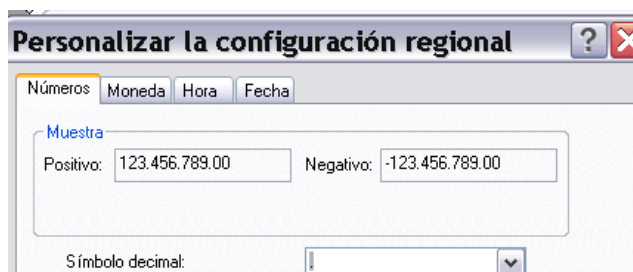 Personalizar la configuración regional
Números Moneda Hora Fecha
Muestra
Positivo: 123.456.789.00 Negativo: -123.456.789.00
Símbolo decimal: .